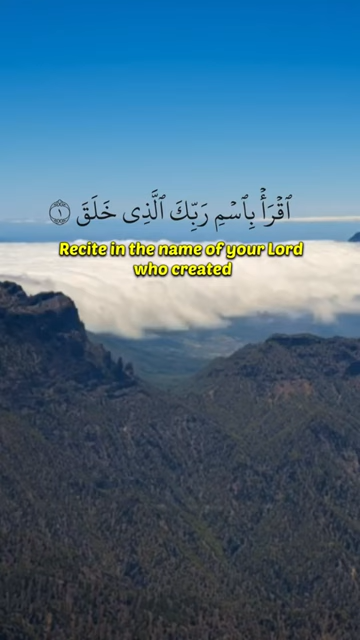 ٱقۡرَأۡ بِٱسۡمِ رَبِّكَ ٱلَّذِى خَلَقَ ١
Recite in the name of your Lord
who created